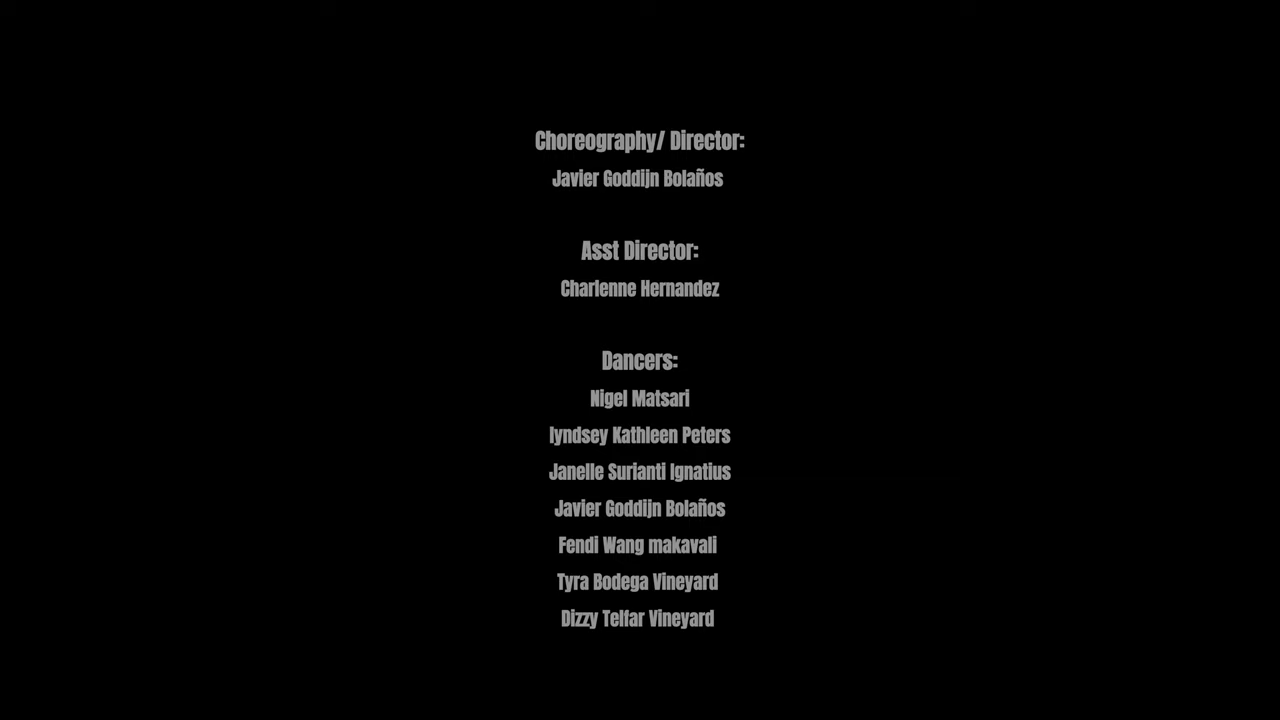 Choreography/ Director:
Javier Goddijn Bolaños
Asst Director:
Charlenne Hernandez
Dancers:
Nigel Matsari
lyndsey Kathleen Peters
Janelle Surianti Ignatius
Javier Goddijn Bolaños
Fendi Wang makavali
Tyra Bodega Vineyard
Dizzy Telfar Vineyard